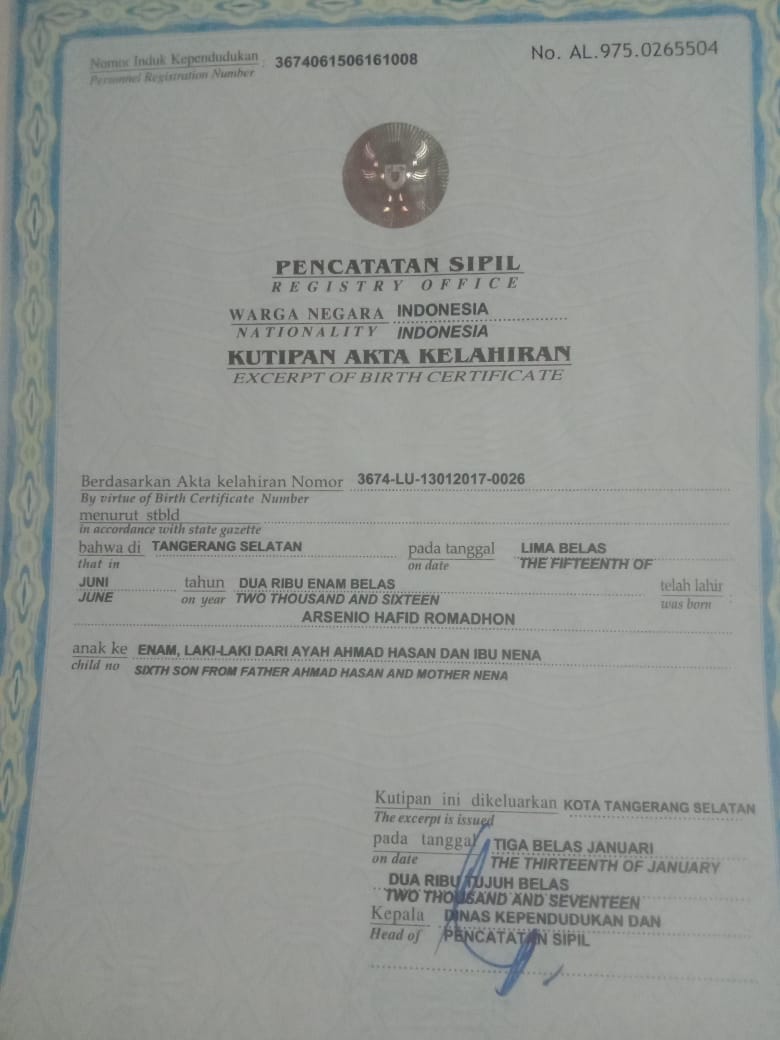 Nomor Induk Kependudukan 3674061506161008 No. AL.975.0265504
Personnel Registration Number
PENCATATAN SIPIL
REGISTRY OFFICE
WARGA NEGARA INDONESIA
NATIONALITY INDONESIA
KUTIPAN AKTA KELAHIRAN
EXCERPT OF BIRTH CERTIFICATE
Berdasarkan Akta kelahiran Nomor 3674-LU-13012017-0026
By virtue of Birth Certificate Number
menurut stbld
in accordance with state gazette
bahwa di TANGERANG SELATAN pada tanggal LIMA BELAS
that in on date THE FIFTEENTH OF
JUNI tahun DUA RIBU ENAM BELAS telah lahir
JUNE on year TWO THOUSAND AND SIXTEEN was born
ARSENIO HAFID ROMADHON
anak ke ENAM, LAKI-LAKI DARI AYAH AHMAD HASAN DAN IBU NENA
child no SIXTH SON FROM FATHER AHMAD HASAN AND MOTHER NENA
Kutipan ini dikeluarkan KOTA TANGERANG SELATAN
The excerpt is issued
pada tanggal TIGA BELAS JANUARI
on date THE THIRTEENTH OF JANUARY
DUA RIBU TUJUH BELAS
TWO THOUSAND AND SEVENTEEN
Kepala DINAS KEPENDUDUKAN DAN
Head of PENCATATAN SIPIL